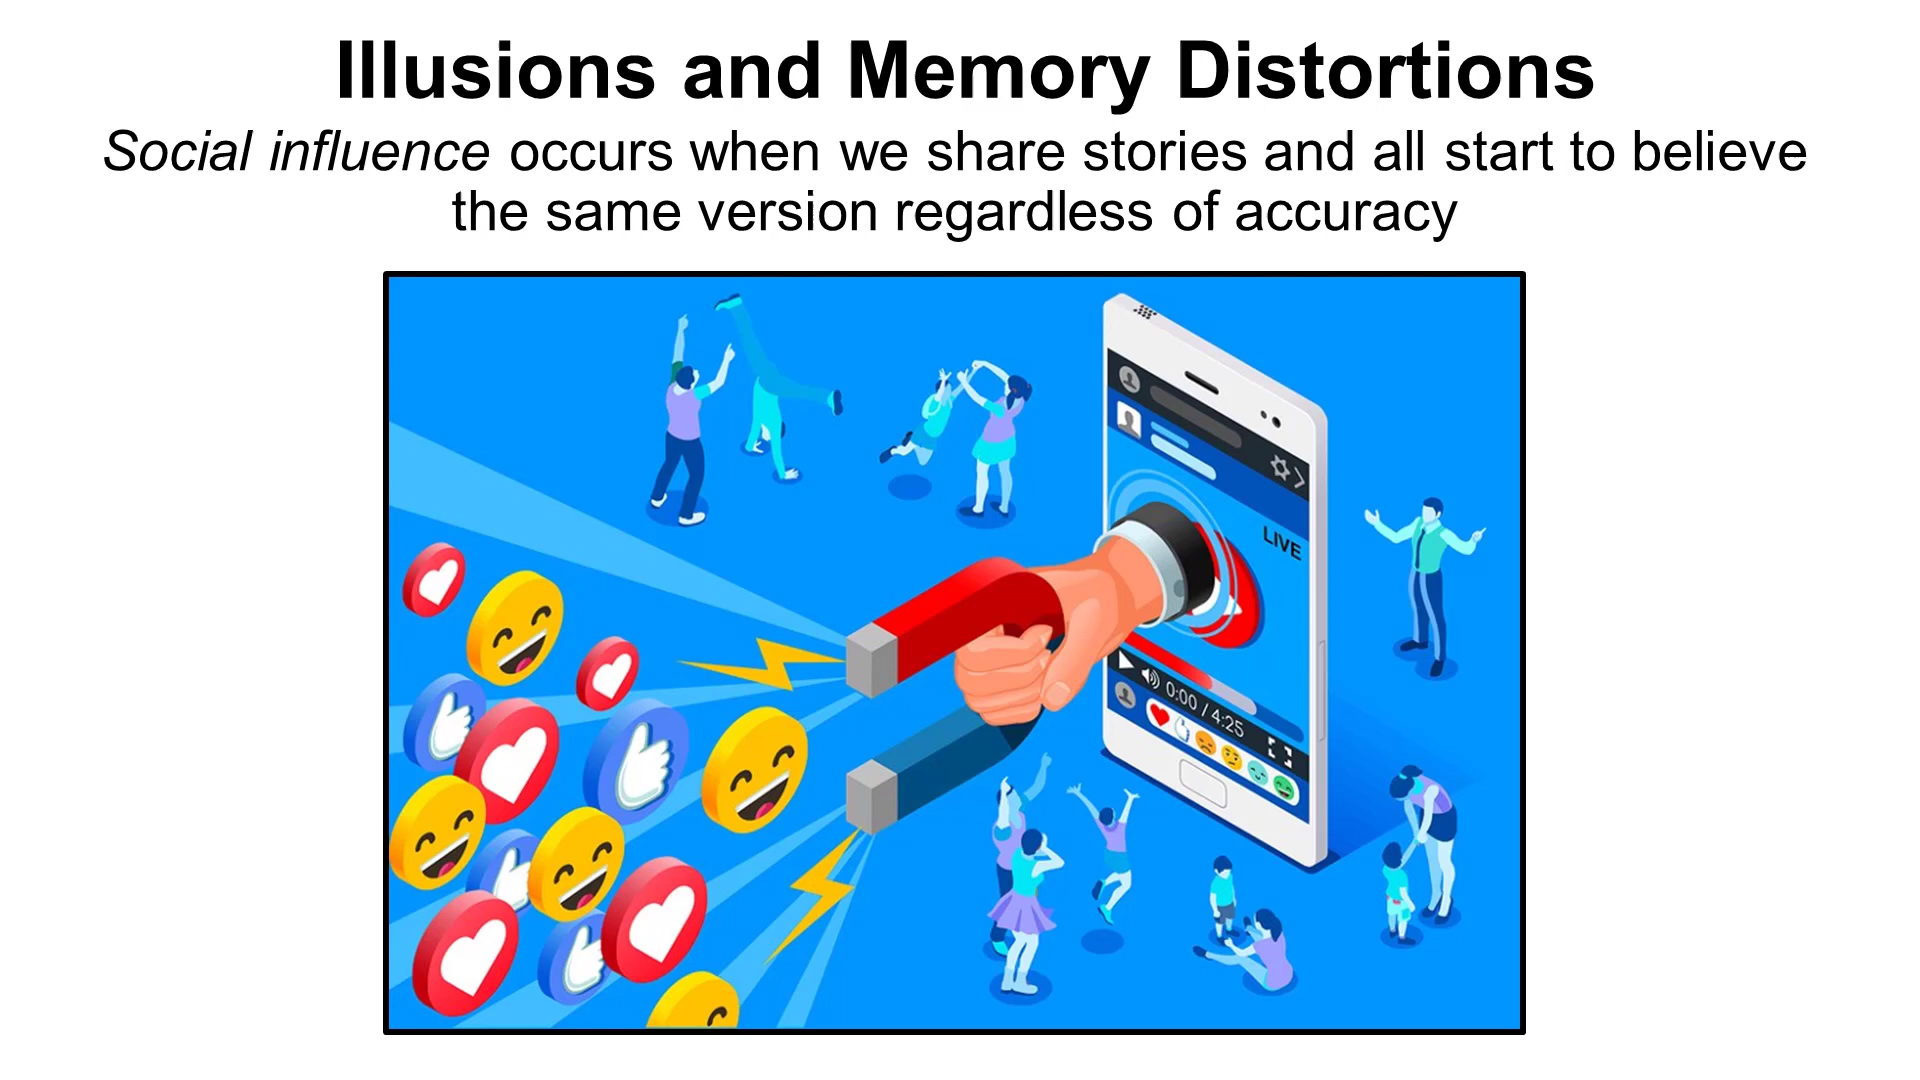 Illusions and Memory Distortions
Social influence occurs when we share stories and all start to believe
the same version regardless of accuracy
LIVE
0:00 / 4:25